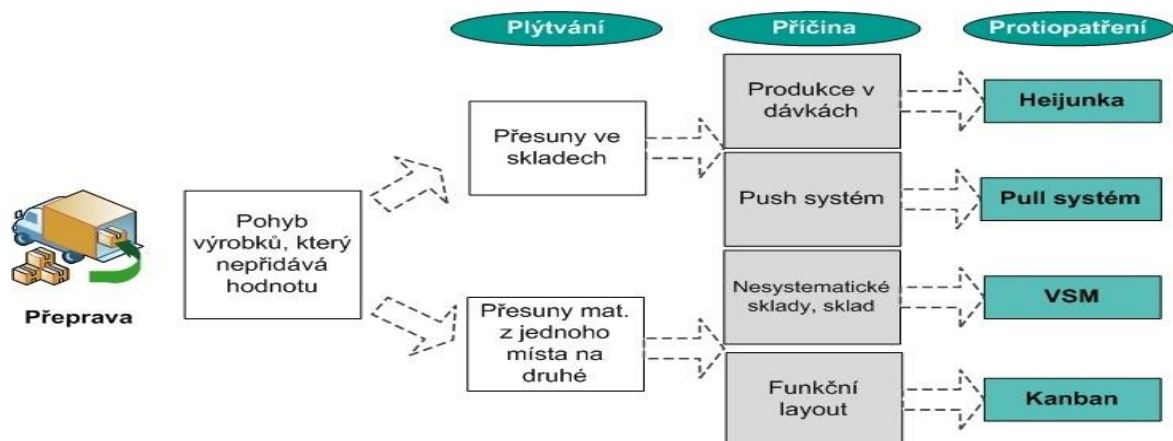 Plýtvání
Příčina
Protiopatření
Přeprava
Pohyb
výrobků, který
nepřidává
hodnotu
Přesuny ve
skladech
Přesuny mat.
z jednoho
místa na
druhé
Produkce v
dávkách
Push systém
Nesystematické
sklady, sklad
Funkční
layout
Heijunka
Pull systém
VSM
Kanban